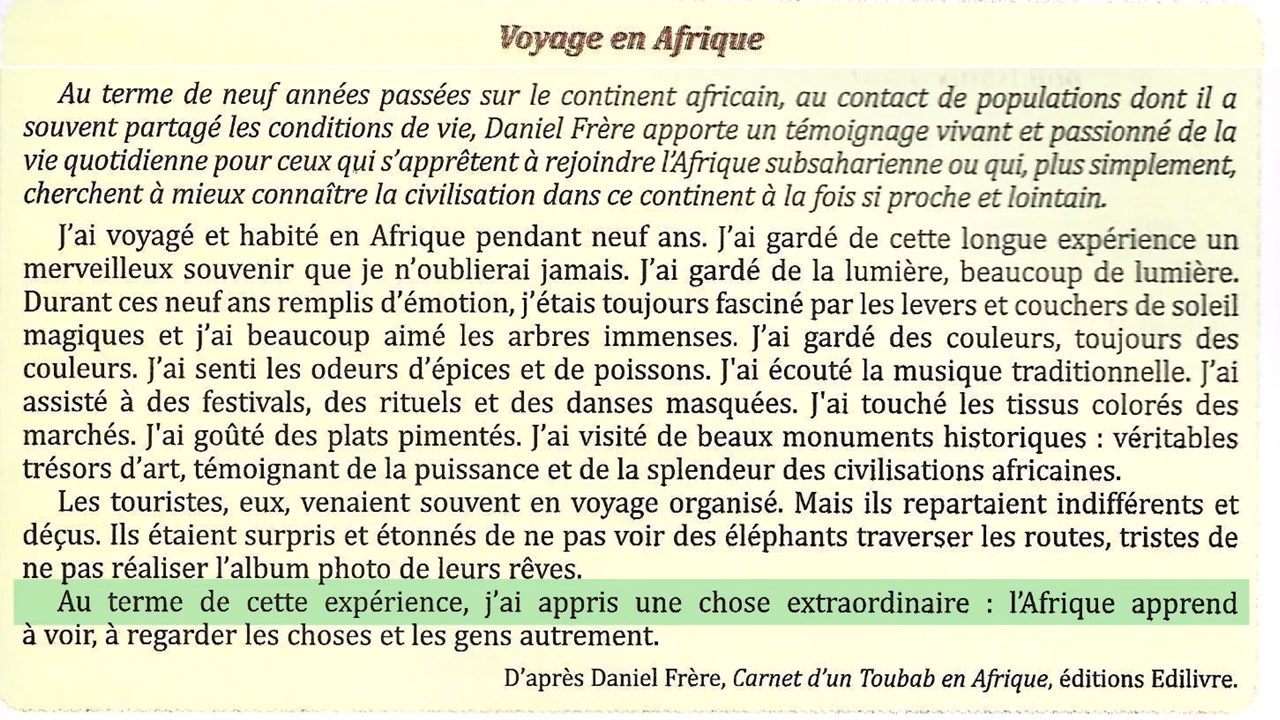 Voyage en Afrique
Au terme de neuf années passées sur le continent africain, au contact de populations dont il a
souvent partagé les conditions de vie, Daniel Frère apporte un témoignage vivant et passionné de la
vie quotidienne pour ceux qui s'apprêtent à rejoindre l'Afrique subsaharienne ou qui, plus simplement,
cherchent à mieux connaître la civilisation dans ce continent à la fois si proche et lointain.
J'ai voyagé et habité en Afrique pendant neuf ans. J'ai gardé de cette longue expérience un
merveilleux souvenir que je n'oublierai jamais. J'ai gardé de la lumière, beaucoup de lumière.
Durant ces neuf ans remplis d'émotion, j'étais toujours fasciné par les levers et couchers de soleil
magiques et j'ai beaucoup aimé les arbres immenses. J'ai gardé des couleurs, toujours des
couleurs. J'ai senti les odeurs d'épices et de poissons. J'ai écouté la musique traditionnelle. J'ai
assisté à des festivals, des rituels et des danses masquées. J'ai touché les tissus colorés des
marchés. J'ai goûté des plats pimentés. J'ai visité de beaux monuments historiques : véritables
trésors d'art, témoignant de la puissance et de la splendeur des civilisations africaines.
Les touristes, eux, venaient souvent en voyage organisé. Mais ils repartaient indifférents et
déçus. Ils étaient surpris et étonnés de ne pas voir des éléphants traverser les routes, tristes de
ne pas réaliser l'album photo de leurs rêves.
Au terme de cette expérience, j'ai appris une chose extraordinaire : l'Afrique apprend
à voir, à regarder les choses et les gens autrement.
D'après Daniel Frère, Carnet d'un Toubab en Afrique, éditions Edilivre.